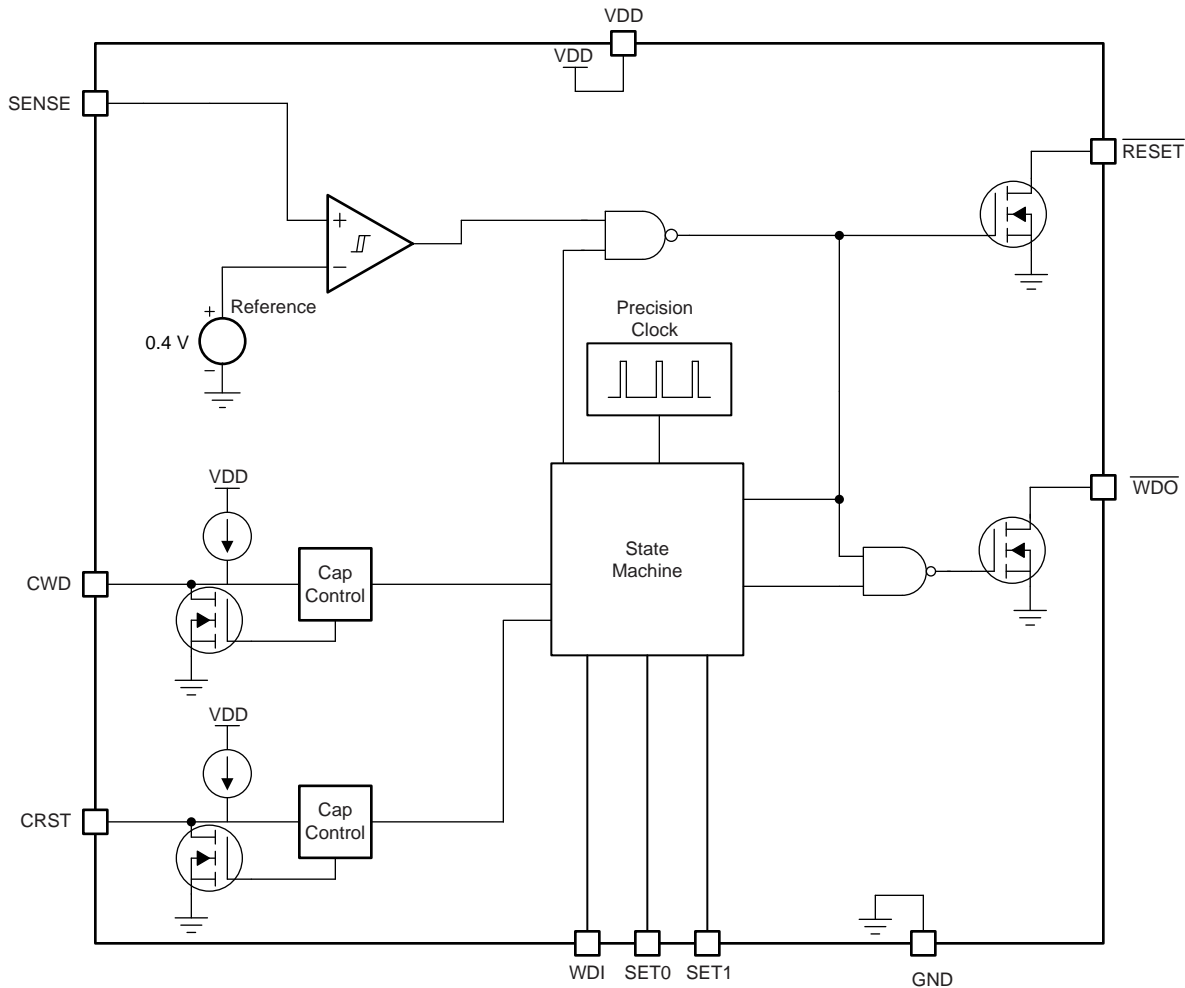 VDD
VDD
SENSE
RESET
+
−
Reference
+
0.4 V
−
Precision
Clock
VDD
WDO
State
Machine
Cap
Control
CWD
VDD
Cap
Control
CRST
WDI
SET0
SET1
GND